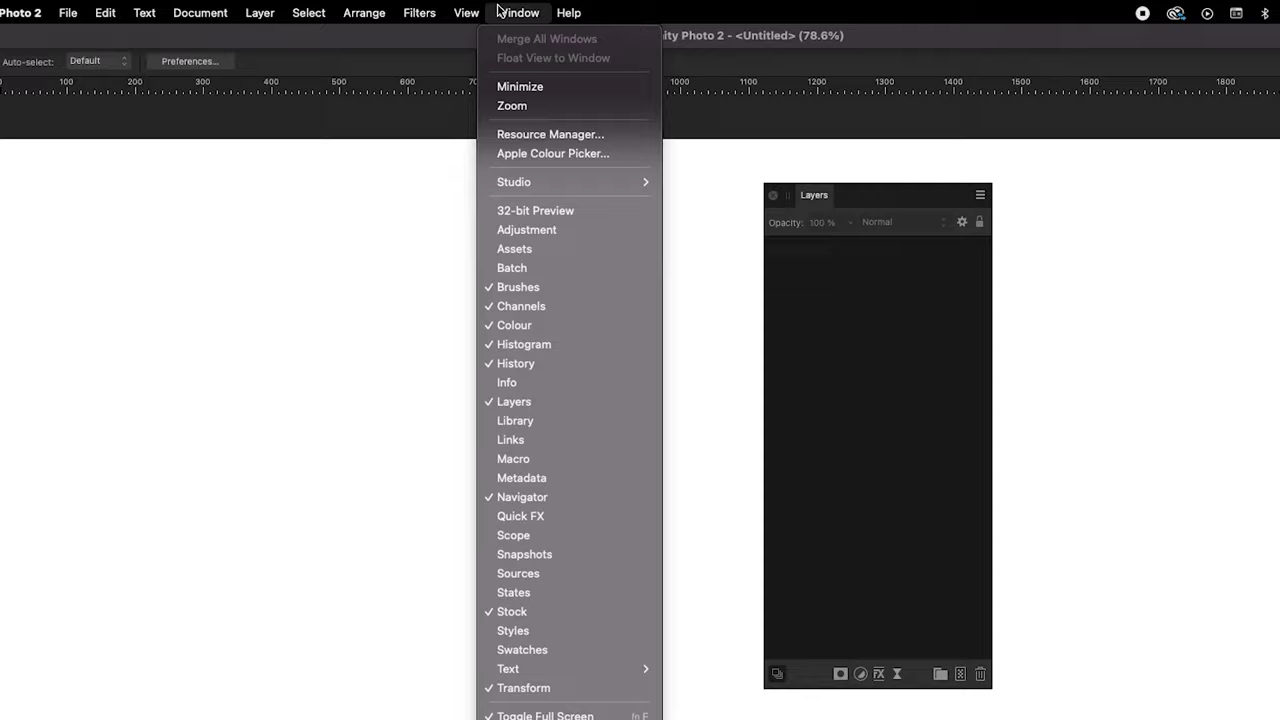 Photo 2 File Edit Text Document Layer Select Arrange Filters View Window Help
ity Photo 2 - <Untitled> (78.6%)
Auto-select: Default Preferences...
0 100 200 300 400 500 600 70 1000 1100 1200 1300 1400 1500 1600 1700 1800
Merge All Windows
Float View to Window
Minimize
Zoom
Resource Manager...
Apple Colour Picker...
Studio
32-bit Preview
Adjustment
Assets
Batch
Brushes
Channels
Colour
Histogram
History
Info
Layers
Library
Links
Macro
Metadata
Navigator
Quick FX
Scope
Snapshots
Sources
States
Stock
Styles
Swatches
Text
Transform
Toggle Full Screen fn F
Layers
Opacity: 100 % Normal